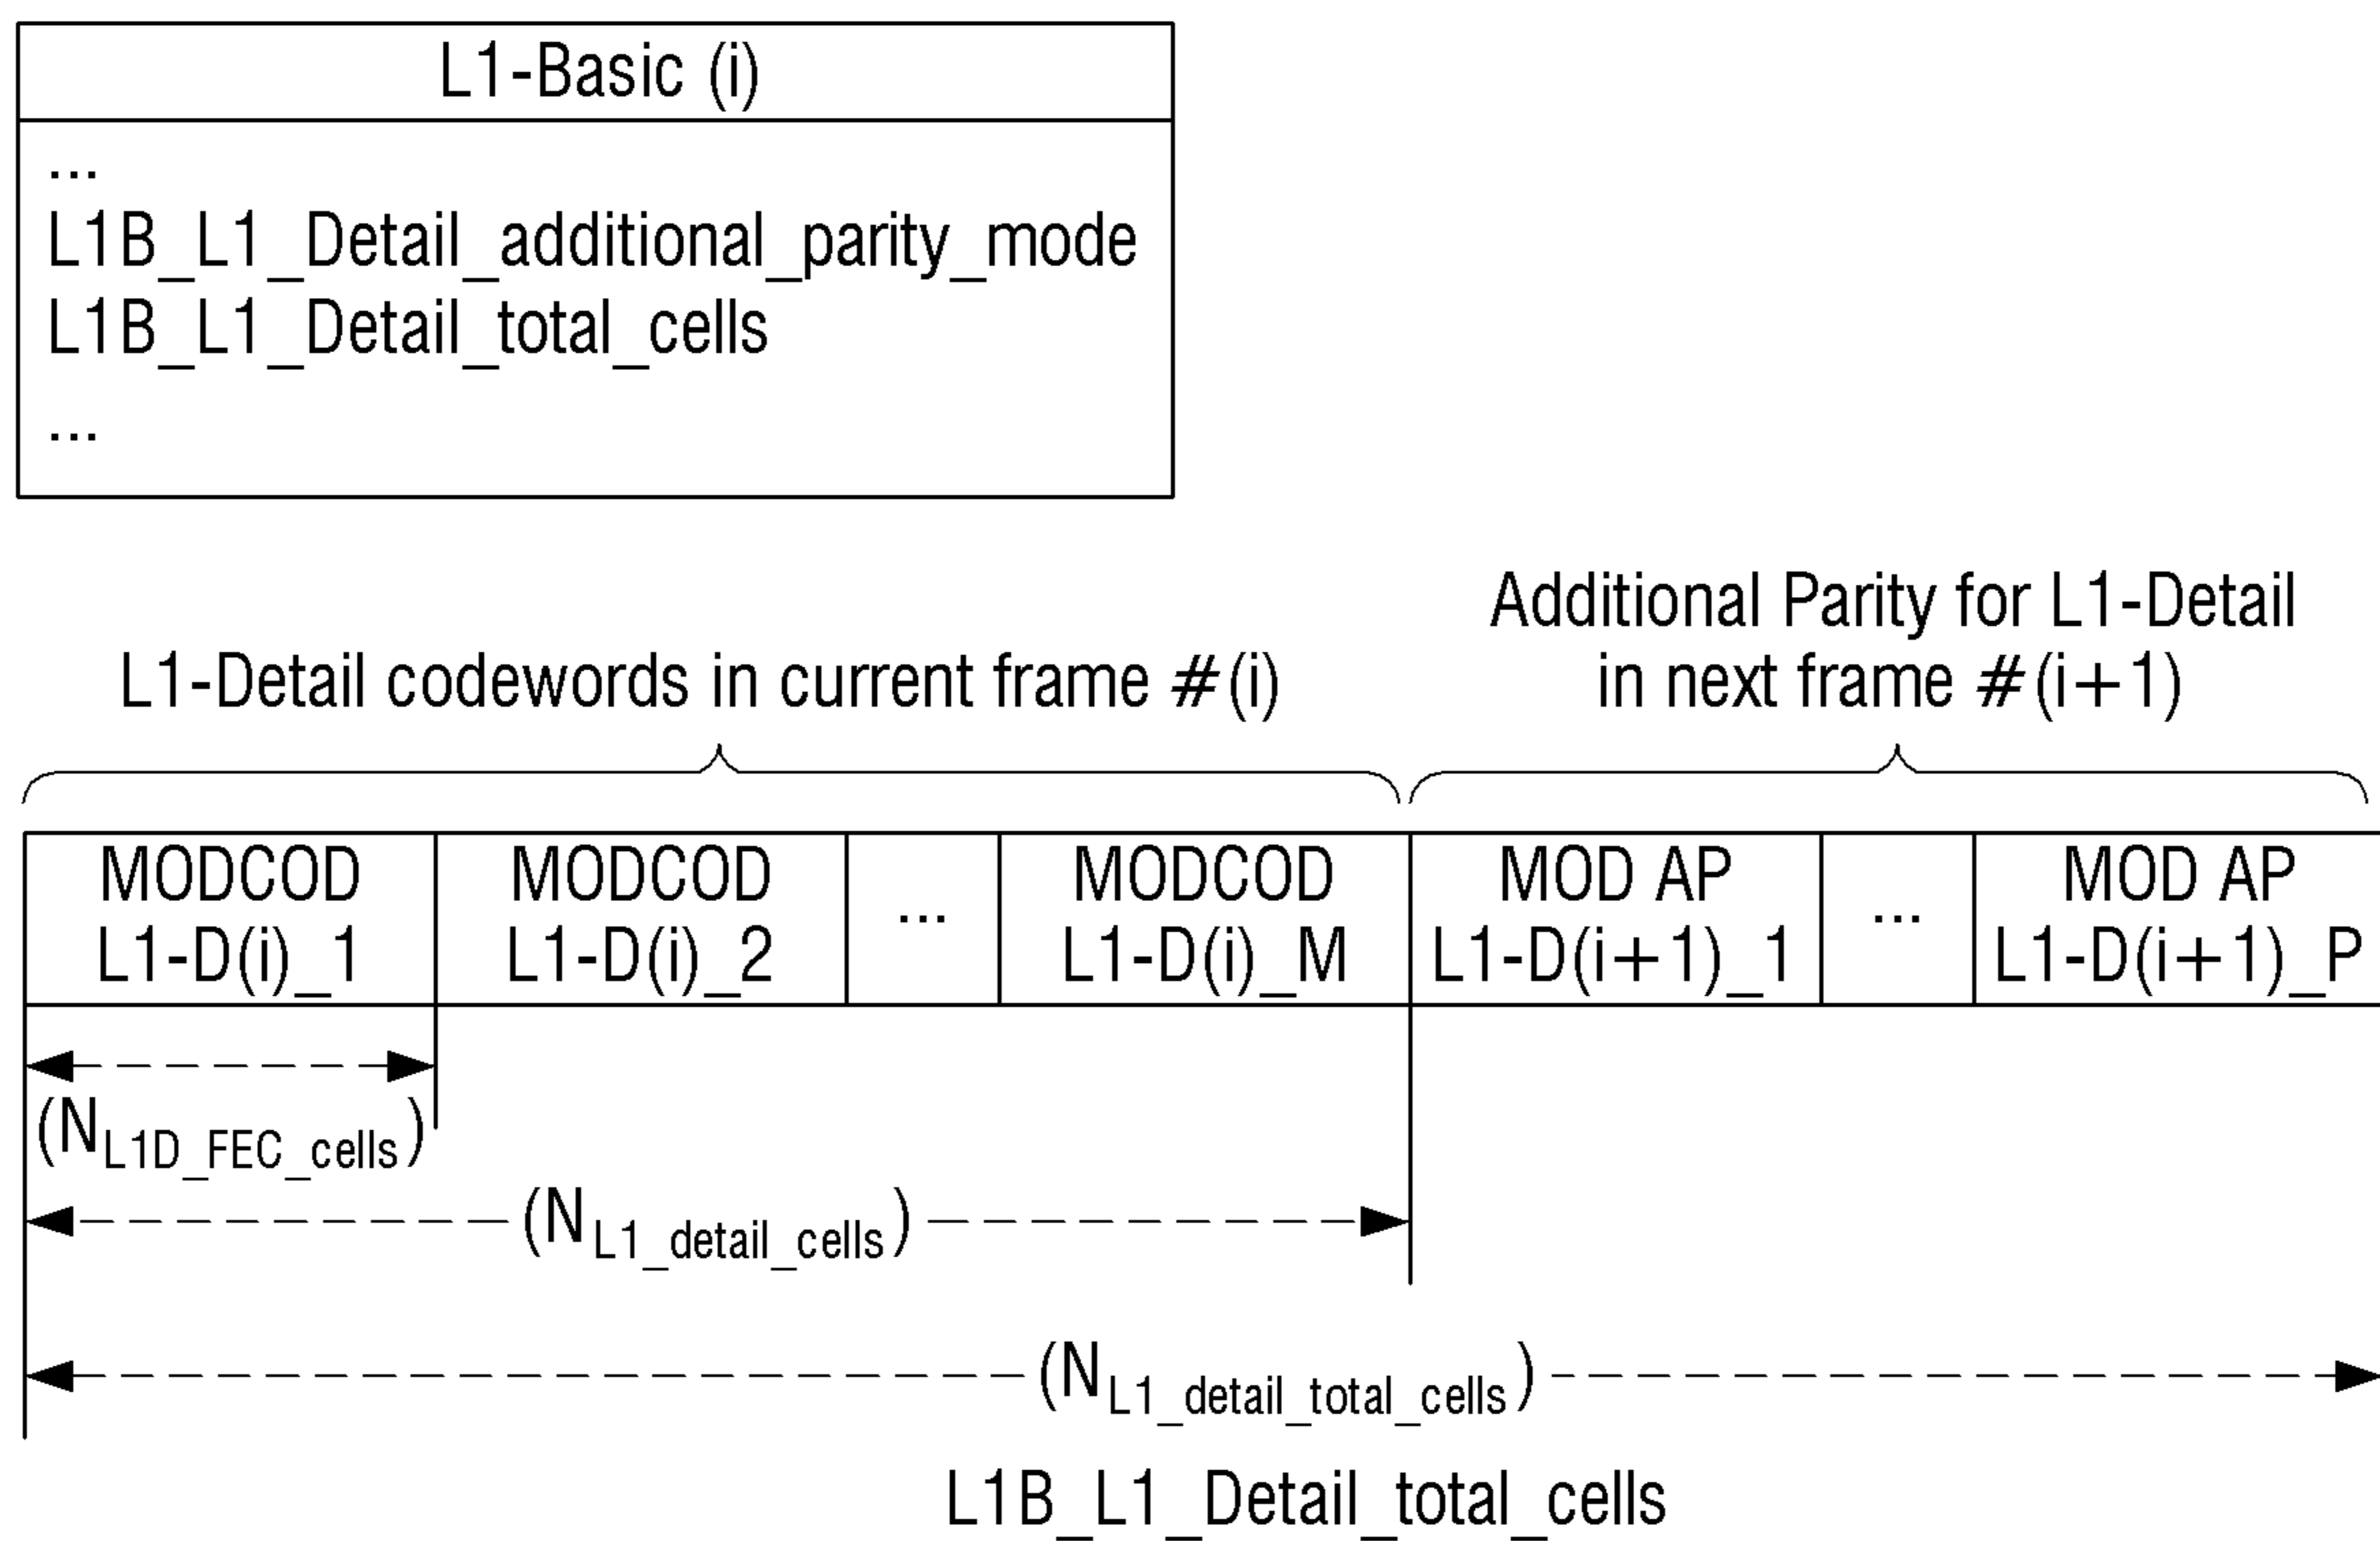 L1-Basic (i)
...
L1B_L1_Detail_additional_parity_mode
L1B_L1_Detail_total_cells
...
Additional Parity for L1-Detail
in next frame #(i+1)
L1-Detail codewords in current frame #(i)
MODCOD
L1-D(i)_1
MODCOD
L1-D(i)_2
...
MODCOD
L1-D(i)_M
MOD AP
L1-D(i+1)_1
...
MOD AP
L1-D(i+1)_P
(NL1D_FEC_cells)
(NL1_detail_cells)
(NL1_detail_total_cells)
L1B_L1_Detail_total_cells